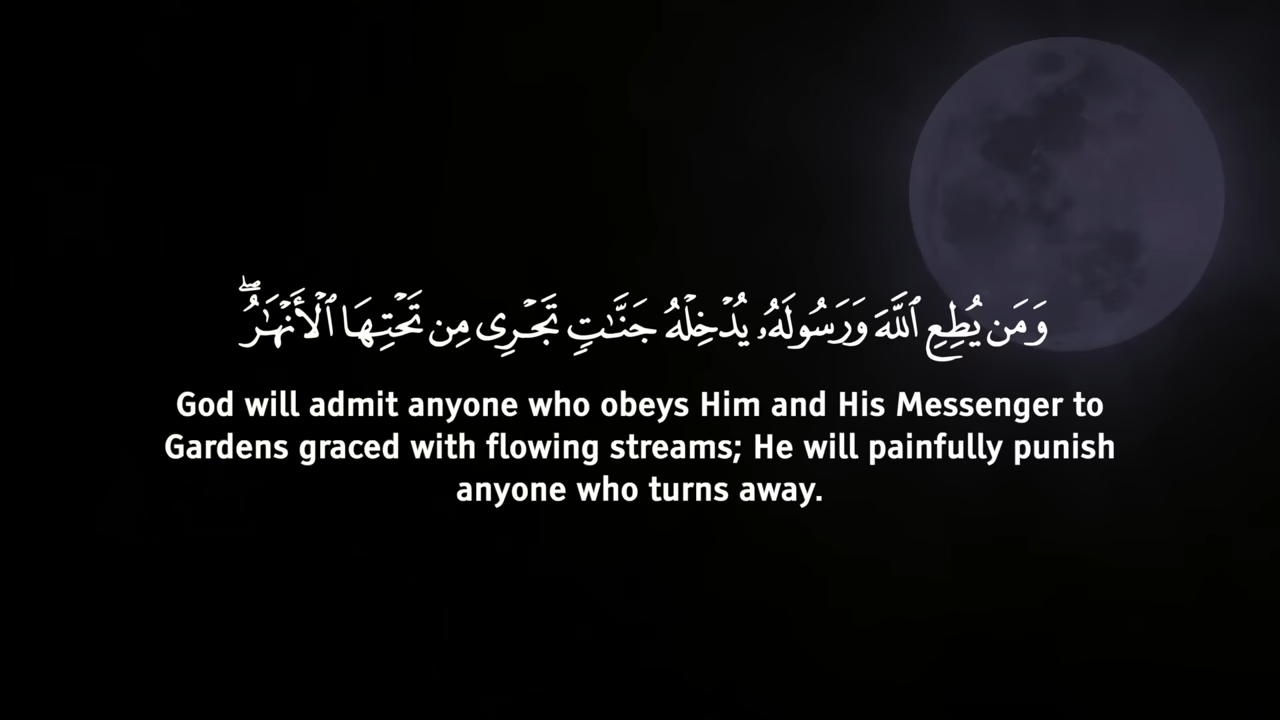 وَمَن يُطِعِ ٱللَّهَ وَرَسُولَهُۥ يُدْخِلْهُ جَنَّـٰتٍ تَجْرِى مِن تَحْتِهَا ٱلْأَنْهَـٰرُ ۖ
God will admit anyone who obeys Him and His Messenger to
Gardens graced with flowing streams; He will painfully punish
anyone who turns away.